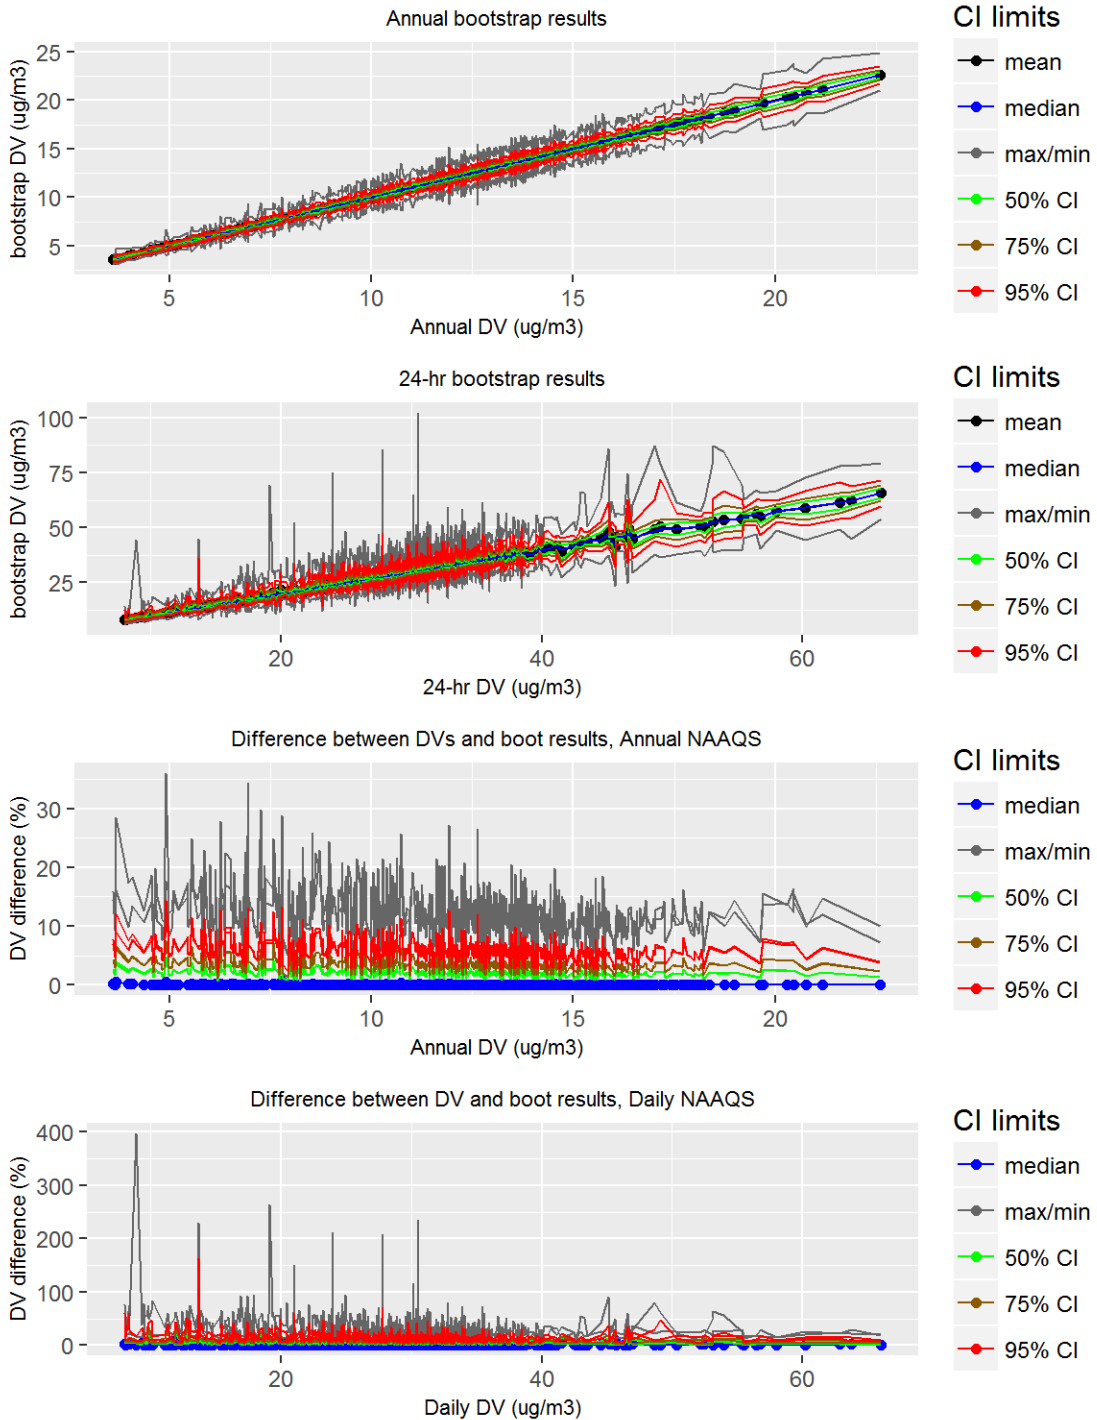 Annual bootstrap results
bootstrap DV (ug/m3)
25
20
15
10
5
5 10 15 20
Annual DV (ug/m3)
CI limits
mean
median
max/min
50% CI
75% CI
95% CI
24-hr bootstrap results
bootstrap DV (ug/m3)
100
75
50
25
20 40 60
24-hr DV (ug/m3)
CI limits
mean
median
max/min
50% CI
75% CI
95% CI
Difference between DVs and boot results, Annual NAAQS
DV difference (%)
30
20
10
0
5 10 15 20
Annual DV (ug/m3)
CI limits
median
max/min
50% CI
75% CI
95% CI
Difference between DV and boot results, Daily NAAQS
DV difference (%)
400
300
200
100
0
20 40 60
Daily DV (ug/m3)
CI limits
median
max/min
50% CI
75% CI
95% CI